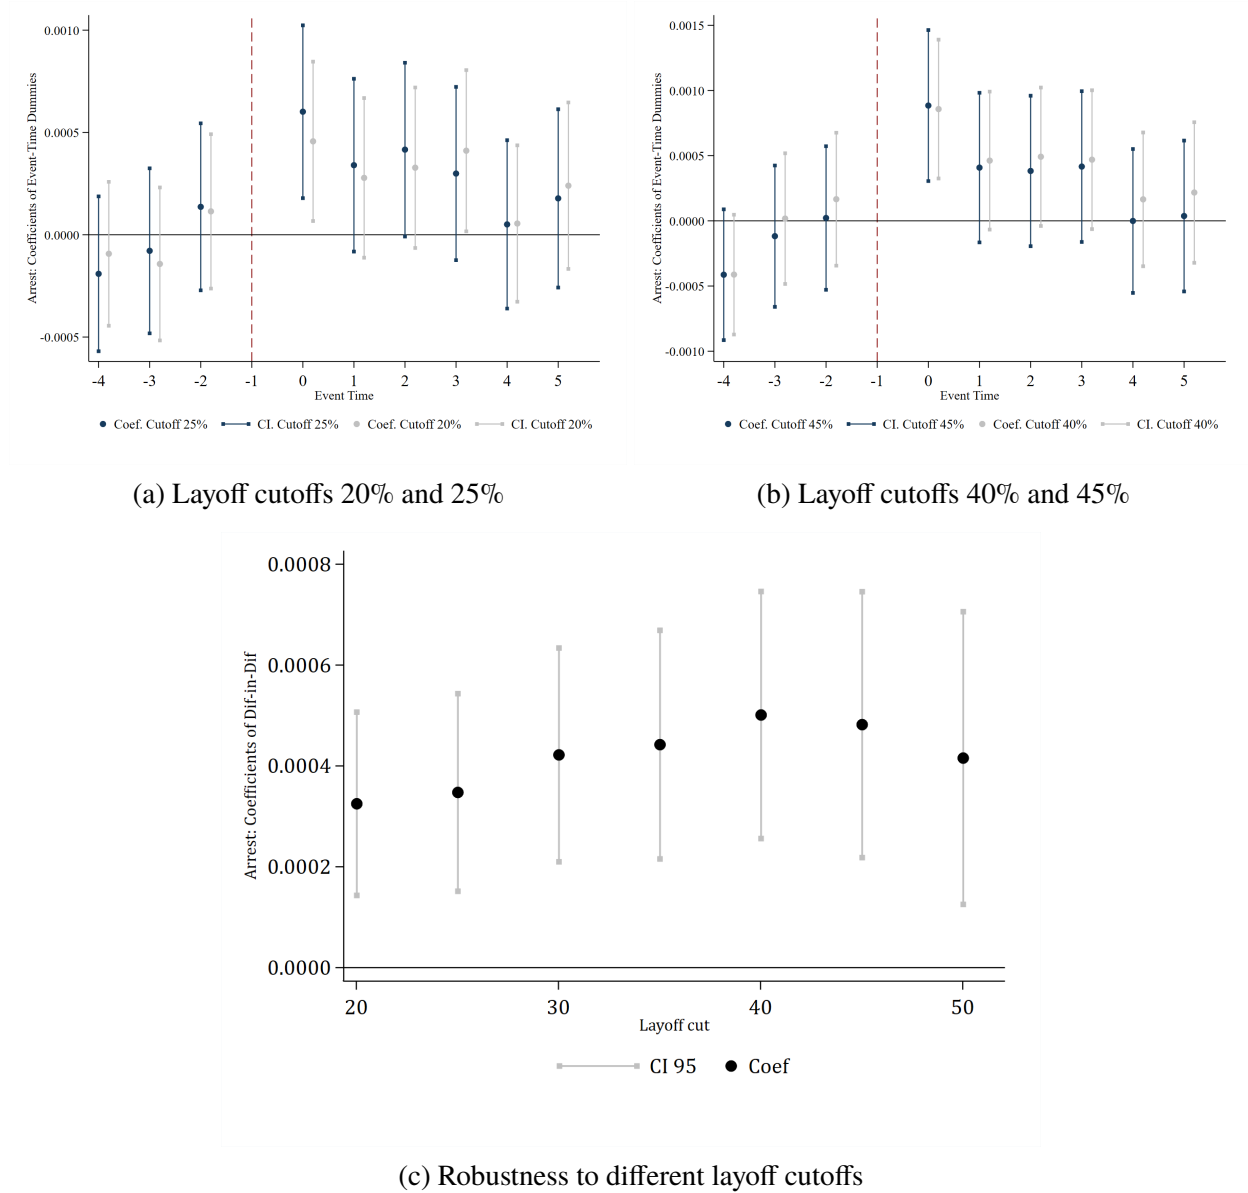 Arrest: Coefficients of Event-Time Dummies
0.0010
0.0005
0.0000
-0.0005
-4 -3 -2 -1 0 1 2 3 4 5
Event Time
Coef. Cutoff 25% CI. Cutoff 25% Coef. Cutoff 20% CI. Cutoff 20%
(a) Layoff cutoffs 20% and 25%
Arrest: Coefficients of Event-Time Dummies
0.0015
0.0010
0.0005
0.0000
-0.0005
-0.0010
-4 -3 -2 -1 0 1 2 3 4 5
Event Time
Coef. Cutoff 45% CI. Cutoff 45% Coef. Cutoff 40% CI. Cutoff 40%
(b) Layoff cutoffs 40% and 45%
Arrest: Coefficients of Dif-in-Dif
0.0008
0.0006
0.0004
0.0002
0.0000
20 30 40 50
Layoff cut
CI 95 Coef
(c) Robustness to different layoff cutoffs